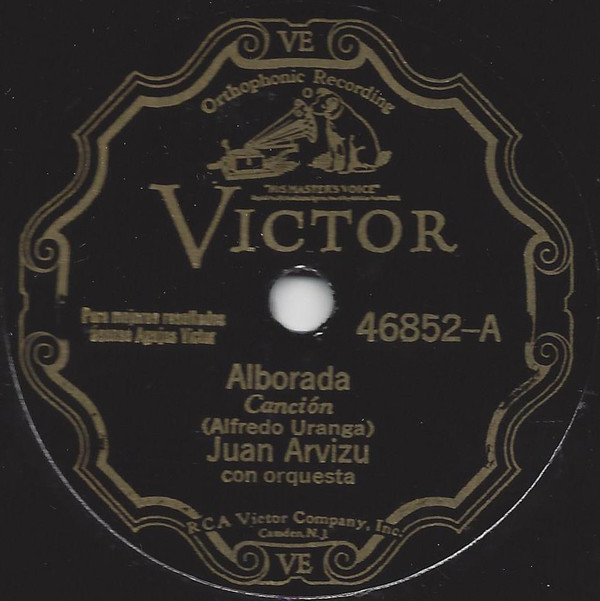 VE
Orthophonic Recording
"HIS MASTER'S VOICE"
VICTOR
Para mejores resultados
úsense Agujas Victor
46852-A
Alborada
Canción
(Alfredo Uranga)
Juan Arvizu
con orquesta
RCA Victor Company, Inc.
Camden, N.J.
VE